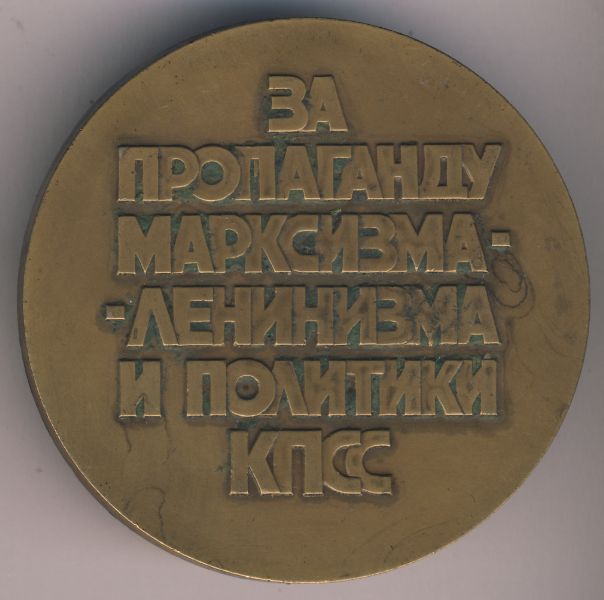 ЗА
ПРОПАГАНДУ
МАРКСИЗМА-
-ЛЕНИНИЗМА
И ПОЛИТИКИ
КПСС